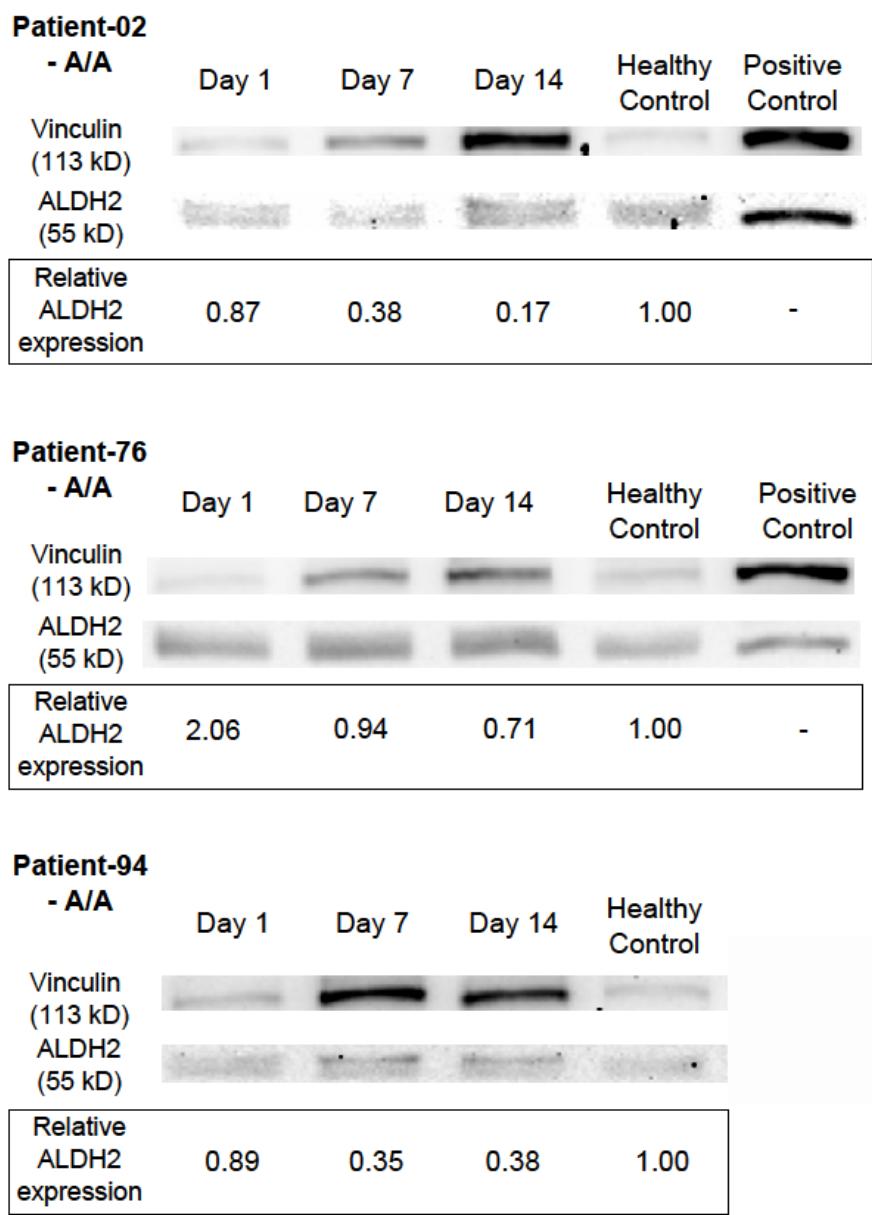 Patient-02
- A/A
Day 1 Day 7 Day 14 Healthy Control Positive Control
Vinculin
(113 kD)
ALDH2
(55 kD)
Relative
ALDH2
expression
0.87 0.38 0.17 1.00 -
Patient-76
- A/A
Day 1 Day 7 Day 14 Healthy Control Positive Control
Vinculin
(113 kD)
ALDH2
(55 kD)
Relative
ALDH2
expression
2.06 0.94 0.71 1.00 -
Patient-94
- A/A
Day 1 Day 7 Day 14 Healthy Control
Vinculin
(113 kD)
ALDH2
(55 kD)
Relative
ALDH2
expression
0.89 0.35 0.38 1.00